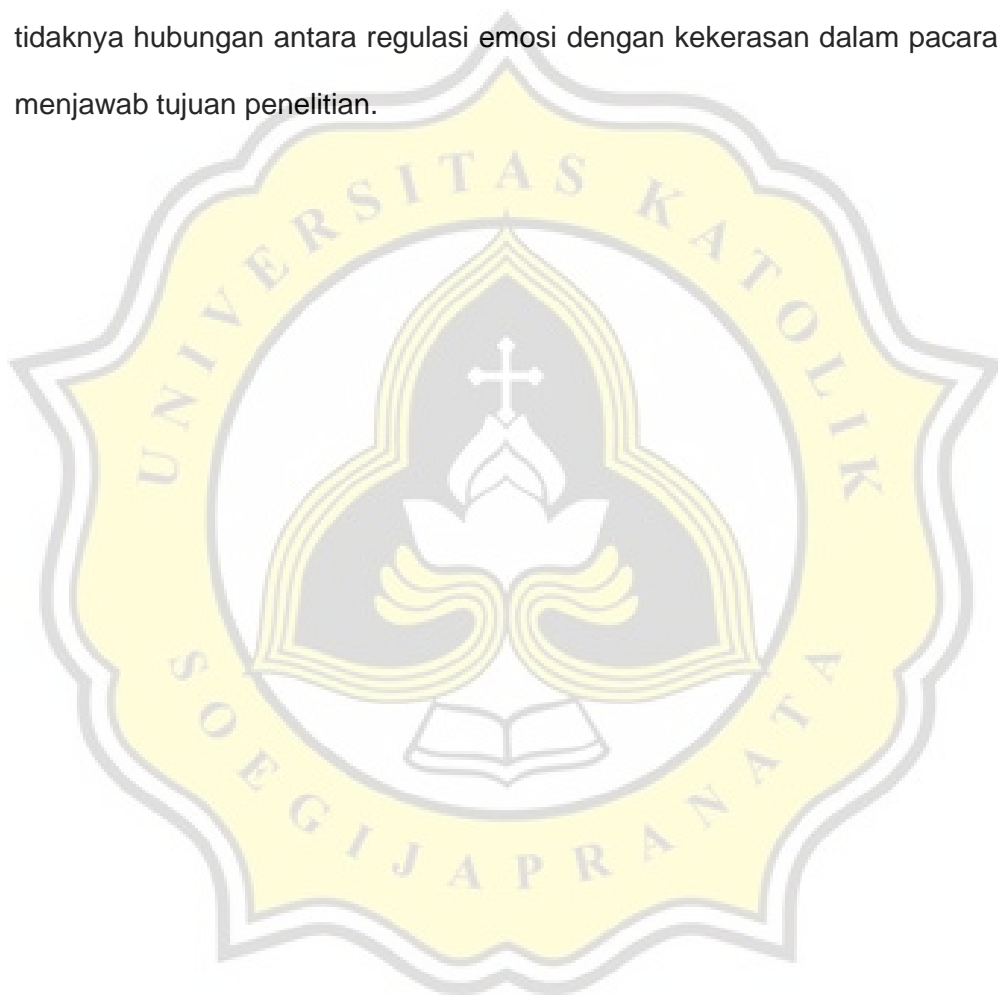 tidaknya hubungan antara regulasi emosi dengan kekerasan dalam pacara
menjawab tujuan penelitian.
UNIVERSITAS KATOLIK
SOEGIJAPRANATA